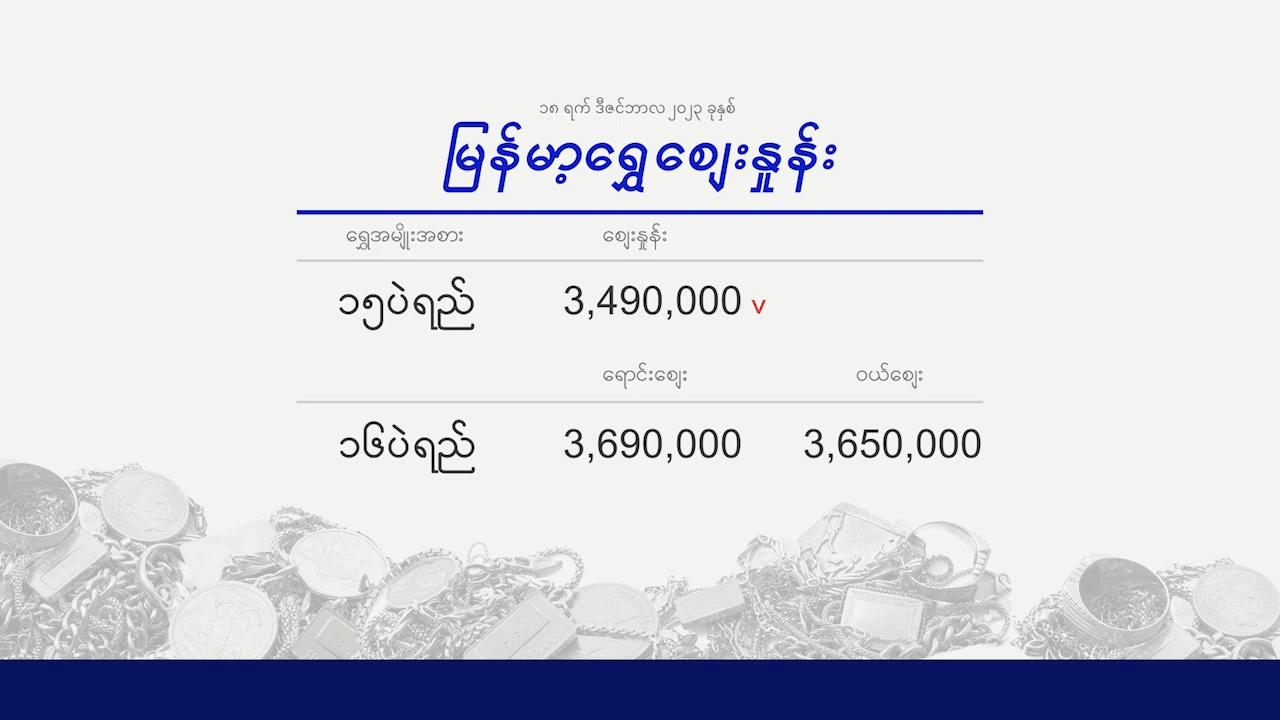 ၁၈ ရက် ဒီဇင်ဘာလ ၂၀၂၃ ခုနှစ်
မြန်မာ့ရွှေဈေးနှုန်း
ရွှေအမျိုးအစား ဈေးနှုန်း
၁၅ပဲရည် 3,490,000 v
ရောင်းဈေး ဝယ်ဈေး
၁၆ပဲရည် 3,690,000 3,650,000